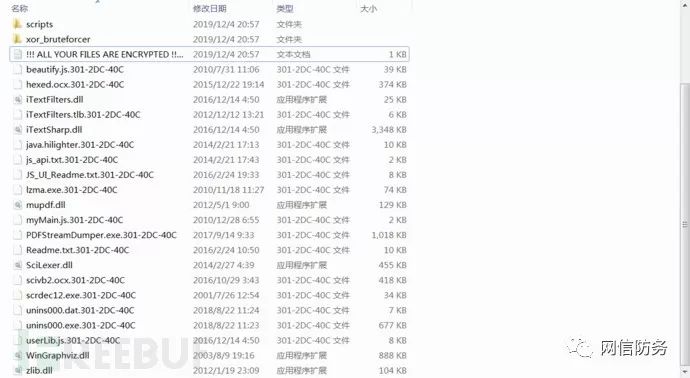 名称 修改日期 类型 大小
scripts 2019/12/4 20:57 文件夹
xor_bruteforcer 2019/12/4 20:57 文件夹
!!! ALL YOUR FILES ARE ENCRYPTED !!... 2019/12/4 20:57 文本文档 1 KB
beautify.js.301-2DC-40C 2010/7/31 11:06 301-2DC-40C 文件 39 KB
hexed.ocx.301-2DC-40C 2015/12/22 19:14 301-2DC-40C 文件 374 KB
iTextFilters.dll 2016/12/14 4:50 应用程序扩展 25 KB
iTextFilters.tlb.301-2DC-40C 2012/12/12 13:21 301-2DC-40C 文件 6 KB
iTextSharp.dll 2016/12/14 4:50 应用程序扩展 3,348 KB
java.hilighter.301-2DC-40C 2014/2/21 17:13 301-2DC-40C 文件 10 KB
js_api.txt.301-2DC-40C 2014/2/21 17:43 301-2DC-40C 文件 2 KB
JS_UI_Readme.txt.301-2DC-40C 2016/2/24 19:33 301-2DC-40C 文件 8 KB
lzma.exe.301-2DC-40C 2010/11/18 11:27 301-2DC-40C 文件 74 KB
mupdf.dll 2012/5/1 9:00 应用程序扩展 129 KB
myMain.js.301-2DC-40C 2010/12/28 6:55 301-2DC-40C 文件 2 KB
PDFStreamDumper.exe.301-2DC-40C 2017/9/14 9:33 301-2DC-40C 文件 1,018 KB
Readme.txt.301-2DC-40C 2016/2/24 10:50 301-2DC-40C 文件 10 KB
SciLexer.dll 2014/2/27 4:39 应用程序扩展 455 KB
scivb2.ocx.301-2DC-40C 2016/10/29 3:43 301-2DC-40C 文件 418 KB
scrdec12.exe.301-2DC-40C 2001/7/26 12:54 301-2DC-40C 文件 34 KB
unins000.dat.301-2DC-40C 2018/8/22 11:24 301-2DC-40C 文件 7 KB
unins000.exe.301-2DC-40C 2018/8/22 11:23 301-2DC-40C 文件 677 KB
userLib.js.301-2DC-40C 2016/12/14 4:50 301-2DC-40C 文件 8 KB
WinGraphviz.dll 2003/8/9 19:16 应用程序扩展 888 KB
zlib.dll 2012/1/19 23:09 应用程序扩展 104 KB
REEBUF
网信防务